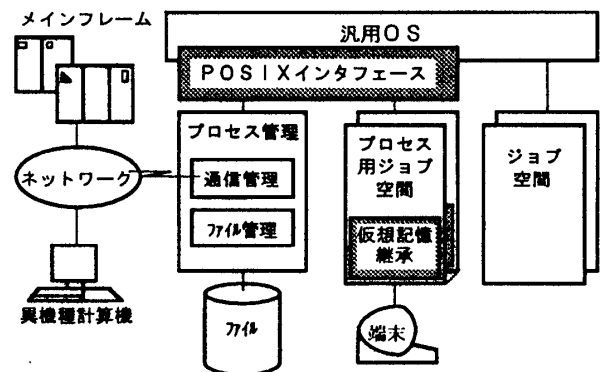 メインフレーム
汎用OS
POSIXインタフェース
プロセス管理
通信管理
ファイル管理
プロセス
用ジョブ
空間
仮想記憶
継承
ジョブ
空間
ネットワーク
異機種計算機
ファイル
端末